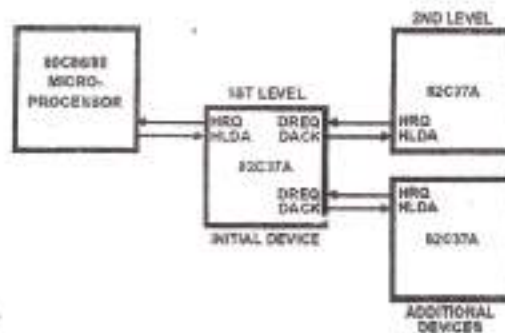 2ND LEVEL
80C86/88
MICRO-
PROCESSOR
82C37A
1ST LEVEL
HRQ DREQ
HLDA DACK
HRQ
HLDA
82C37A
DREQ
DACK
HRQ
HLDA
INITIAL DEVICE
82C37A
ADDITIONAL
DEVICES